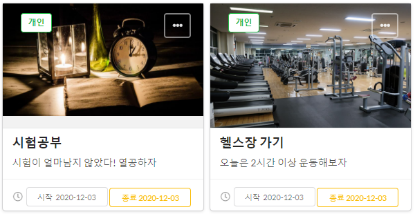 개인
시험공부
시험이 얼마남지 않았다! 열공하자
시작 2020-12-03
종료 2020-12-03
개인
헬스장 가기
오늘은 2시간 이상 운동해보자
시작 2020-12-03
종료 2020-12-03